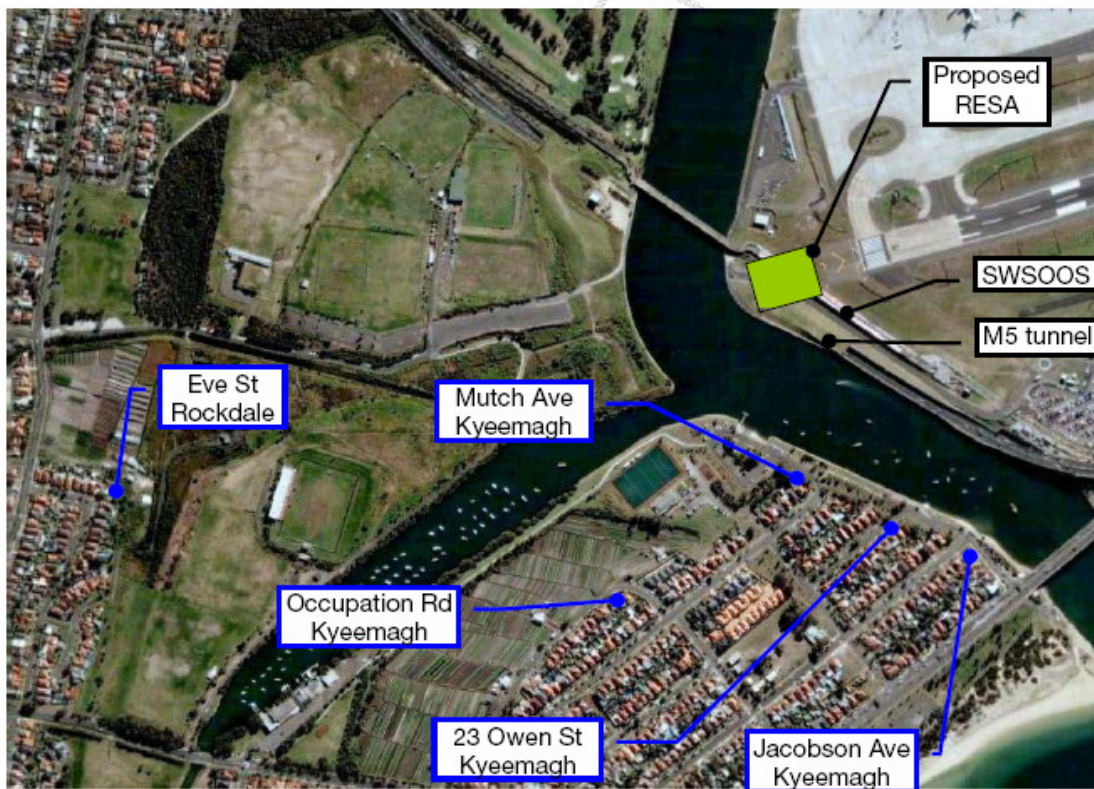 Proposed
RESA
SWSOOS
M5 tunnel
Eve St
Rockdale
Mutch Ave
Kyeemagh
Occupation Rd
Kyeemagh
23 Owen St
Kyeemagh
Jacobson Ave
Kyeemagh